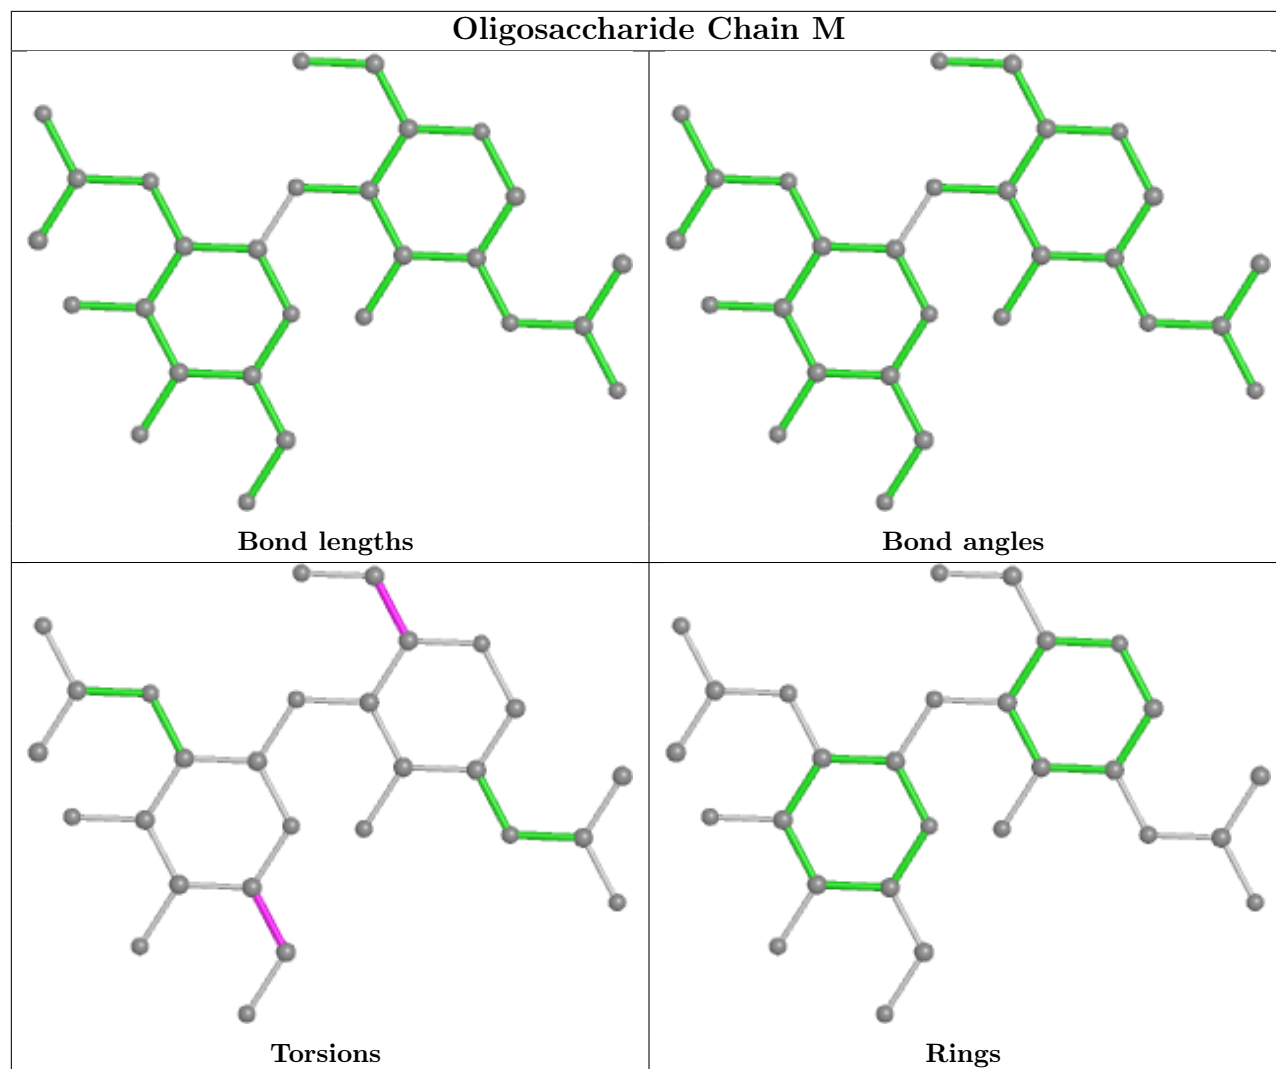 Oligosaccharide Chain M
Bond lengths
Bond angles
Torsions
Rings